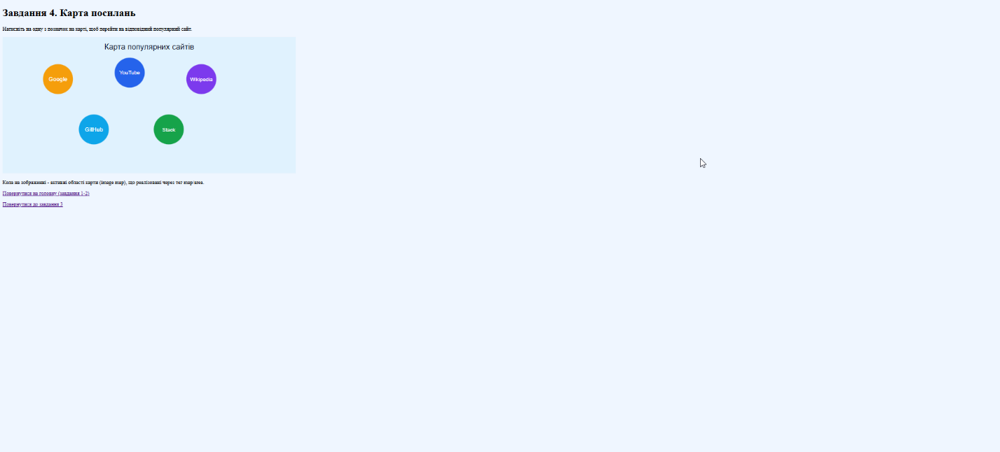 Завдання 4. Карта посилань
Натисніть на одну з позначок на карті, щоб перейти на відповідний популярний сайт.
Карта популярних сайтів
Google
YouTube
Wikipedia
GitHub
Stack
Кола на зображенні - активні області карти (image map), що реалізовані через тег map/area.
Повернутися на головну (завдання 1-2)
Повернутися до завдання 3